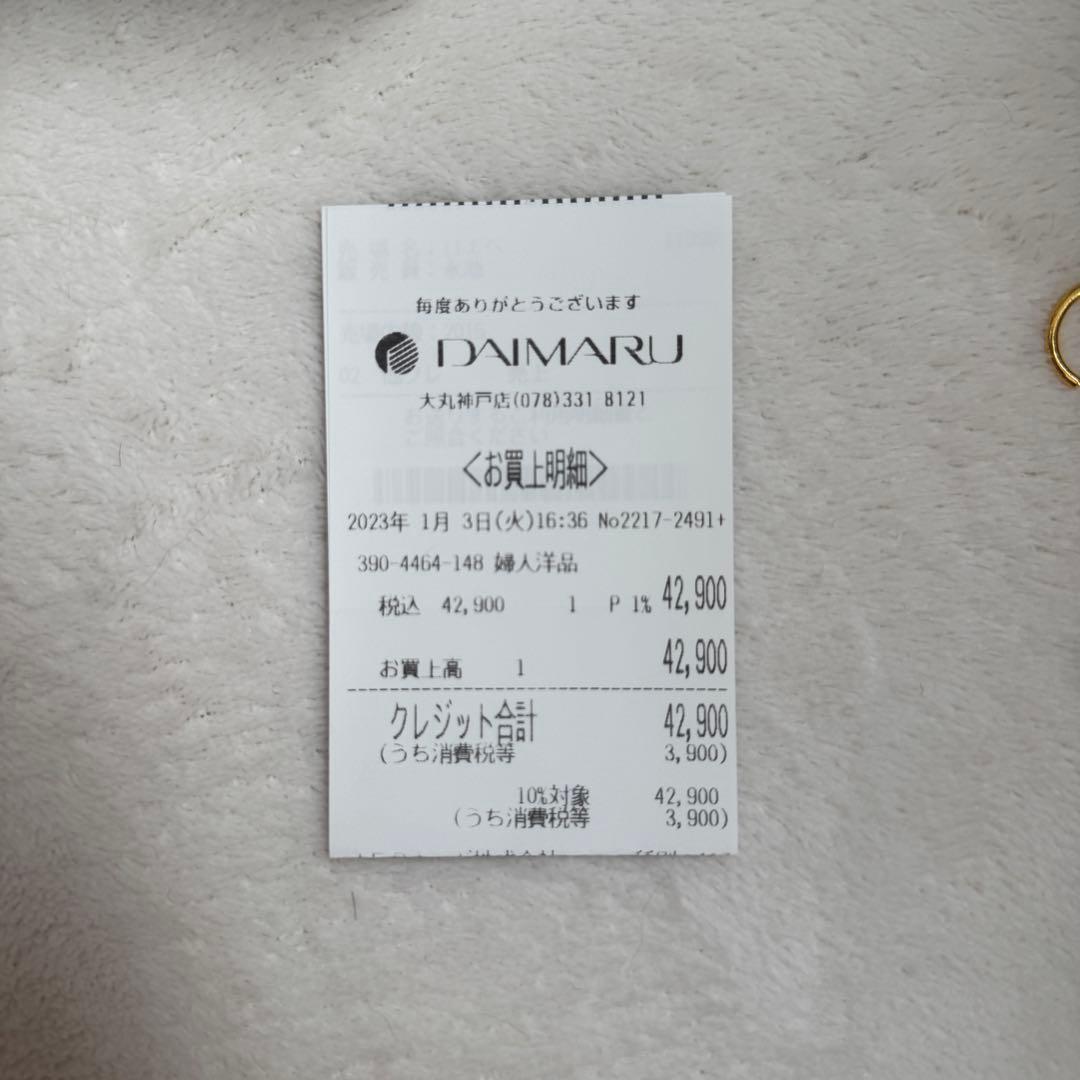 毎度ありがとうございます
DAIMARU
大丸神戸店(078)331 8121
<お買上明細>
2023年 1月 3日(火)16:36 No2217-2491+
390-4464-148 婦人洋品
税込 42,900 1 P 1% 42,900
お買上高 1 42,900
クレジット合計 42,900
(うち消費税等 3,900)
10%対象 42,900
(うち消費税等 3,900)